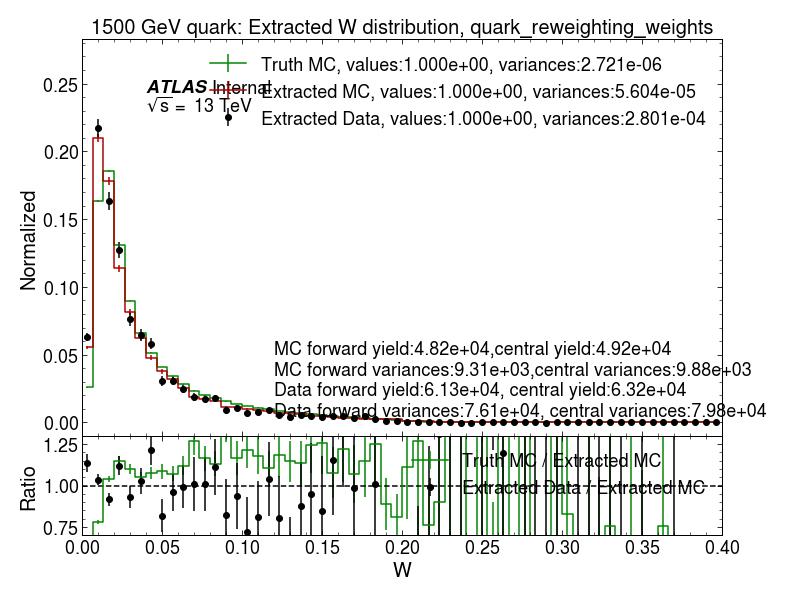 1500 GeV quark: Extracted W distribution, quark_reweighting_weights
Truth MC, values:1.000e+00, variances:2.721e-06
ATLAS Internal
Extracted MC, values:1.000e+00, variances:5.604e-05
√s = 13 TeV
Extracted Data, values:1.000e+00, variances:2.801e-04
0.25
0.20
0.15
0.10
0.05
0.00
Normalized
MC forward yield:4.82e+04,central yield:4.92e+04
MC forward variances:9.31e+03,central variances:9.88e+03
Data forward yield:6.13e+04, central yield:6.32e+04
Data forward variances:7.61e+04, central variances:7.98e+04
1.25
1.00
0.75
Ratio
Truth MC / Extracted MC
Extracted Data / Extracted MC
0.00 0.05 0.10 0.15 0.20 0.25 0.30 0.35 0.40
W